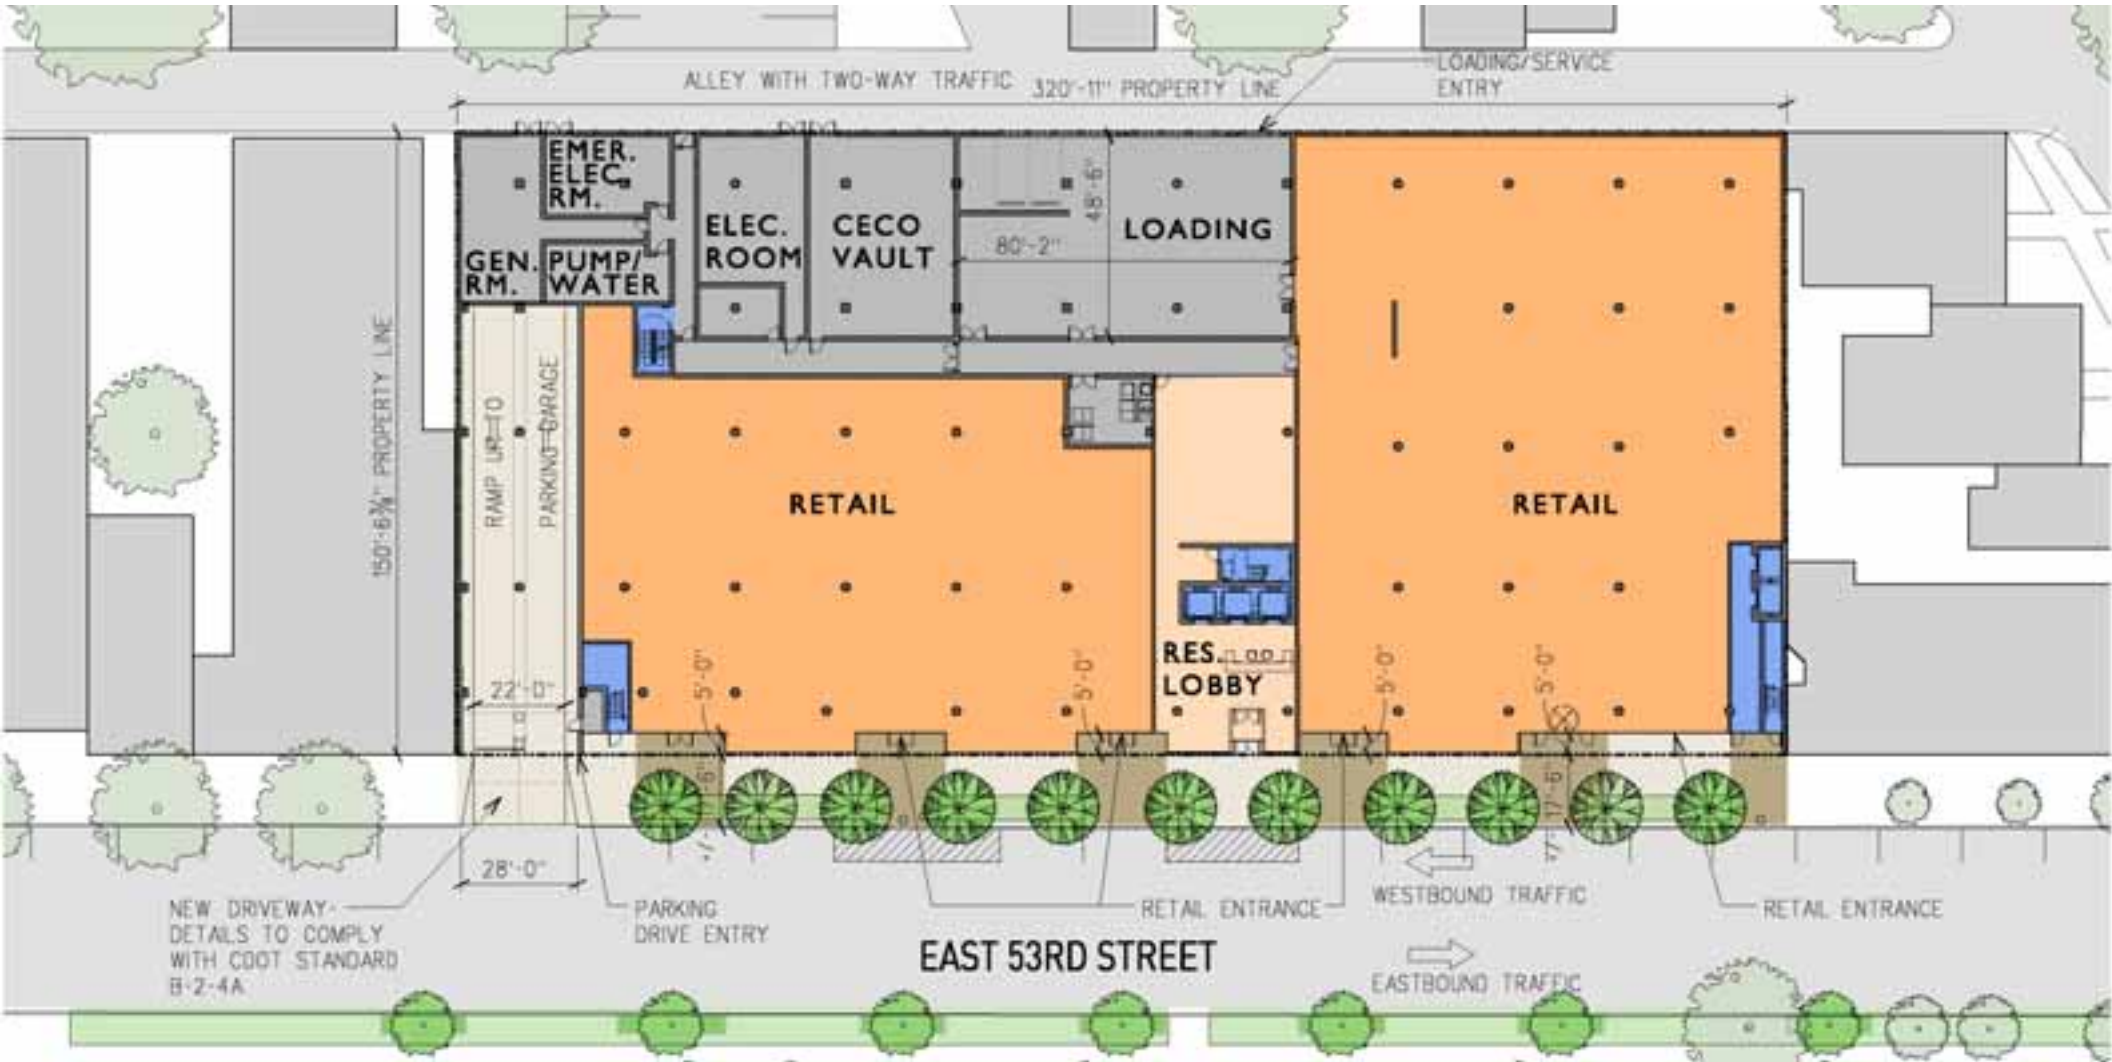 ALLEY WITH TWO-WAY TRAFFIC
320'-11" PROPERTY LINE
LOADING/SERVICE
ENTRY
EMER.
ELEC.
RM.
GEN.
RM.
PUMP/
WATER
ELEC.
ROOM
CECO
VAULT
80'-2"
48'-6"
LOADING
150'-6 3/8" PROPERTY LINE
RAMP UP TO
PARKING GARAGE
RETAIL
RETAIL
RES.
LOBBY
22'-0"
5'-0"
5'-0"
5'-0"
5'-0"
+/- 17'-6"
28'-0"
NEW DRIVEWAY-
DETAILS TO COMPLY
WITH CDOT STANDARD
B-2-4A
PARKING
DRIVE ENTRY
RETAIL ENTRANCE
WESTBOUND TRAFFIC
RETAIL ENTRANCE
EAST 53RD STREET
EASTBOUND TRAFFIC